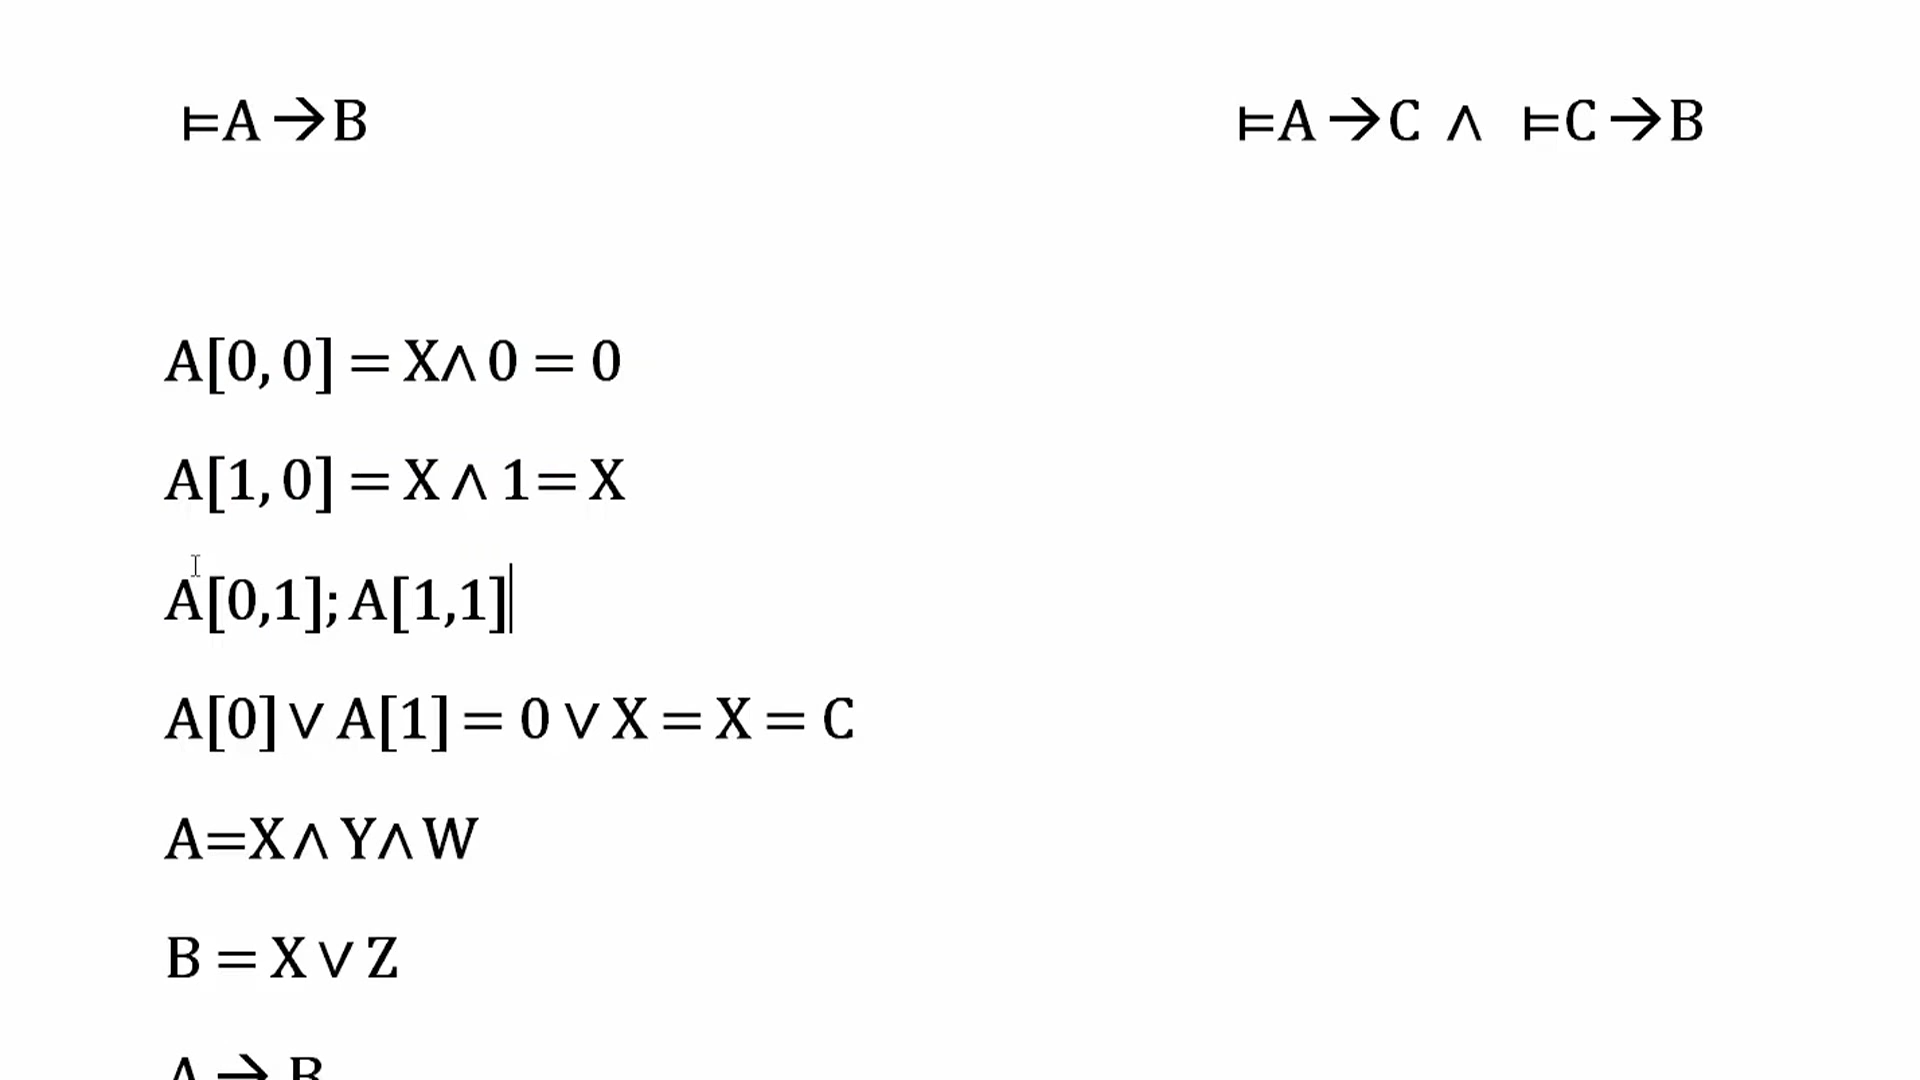 ⊨A→B
⊨A→C ∧ ⊨C→B
A[0, 0] = X∧ 0 = 0
A[1, 0] = X ∧ 1= X
A[0,1]; A[1,1]
A[0] ∨ A[1] = 0 ∨ X = X = C
A=X∧ Y∧ W
B = X ∨ Z
A → B